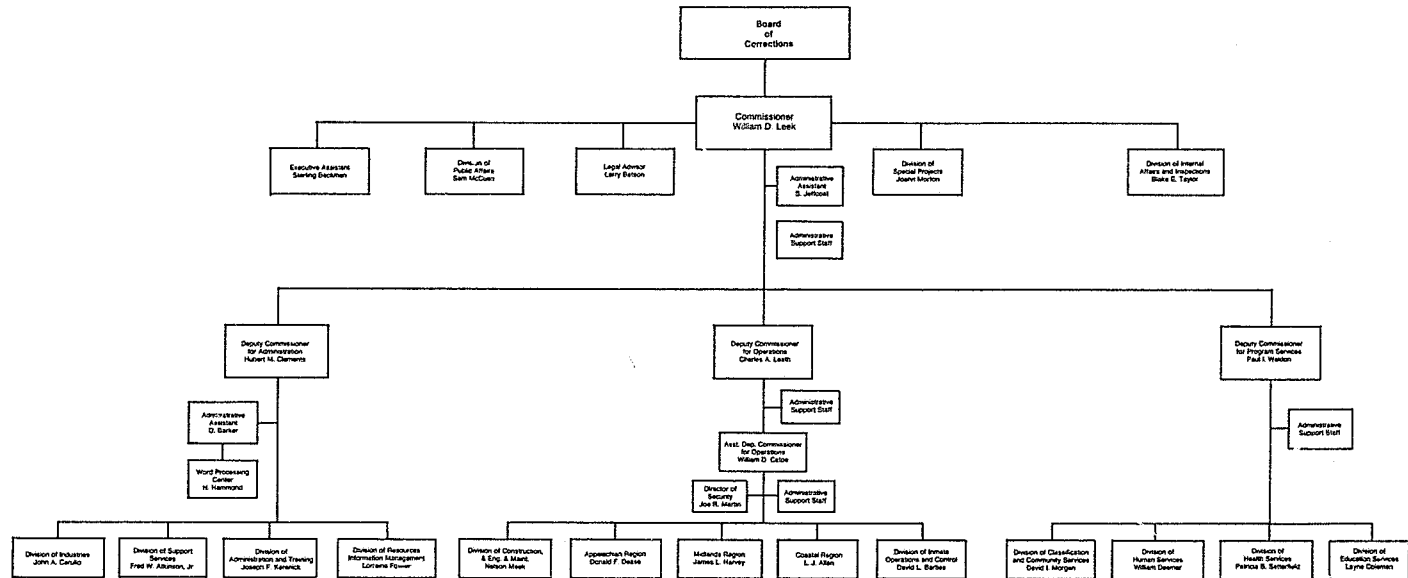 Board
of
Corrections
Commissioner
William D. Leek
Executive Assistant
Sterling Beckman
Division of
Public Affairs
Sam McCuen
Legal Advisor
Larry Batson
Division of
Special Projects
Joann Morton
Division of Internal
Affairs and Inspections
Blake E. Taylor
Administrative
Assistant
S. Jeffcoat
Administrative
Support Staff
Deputy Commissioner
for Administration
Hubert M. Clements
Deputy Commissioner
for Operations
Charles A. Leath
Deputy Commissioner
for Program Services
Paul I. Weldon
Administrative
Assistant
D. Barker
Administrative
Support Staff
Administrative
Support Staff
Asst. Dep. Commissioner
for Operations
William D. Catoe
Word Processing
Center
H. Hammond
Director of
Security
Joe R. Martin
Administrative
Support Staff
Division of Industries
John A. Carullo
Division of Support
Services
Fred W. Atkinson, Jr
Division of
Administration and Training
Joseph F.
Division of Resources
Information Management
Lorraine Fowler
Division of Construction,
& Eng. & Maint.
Nelson Meek
Appalachian Region
Donald F. Dease
Midlands Region
James L. Harvey
Coastal Region
L. J. Allen
Division of Inmate
Operations and Control
David L. Bartles
Division of Classification
and Community Services
David I. Morgan
Division of
Human Services
William Deemer
Division of
Health Services
Patricia B. Satterfield
Division of
Education Services
Layne Coleman